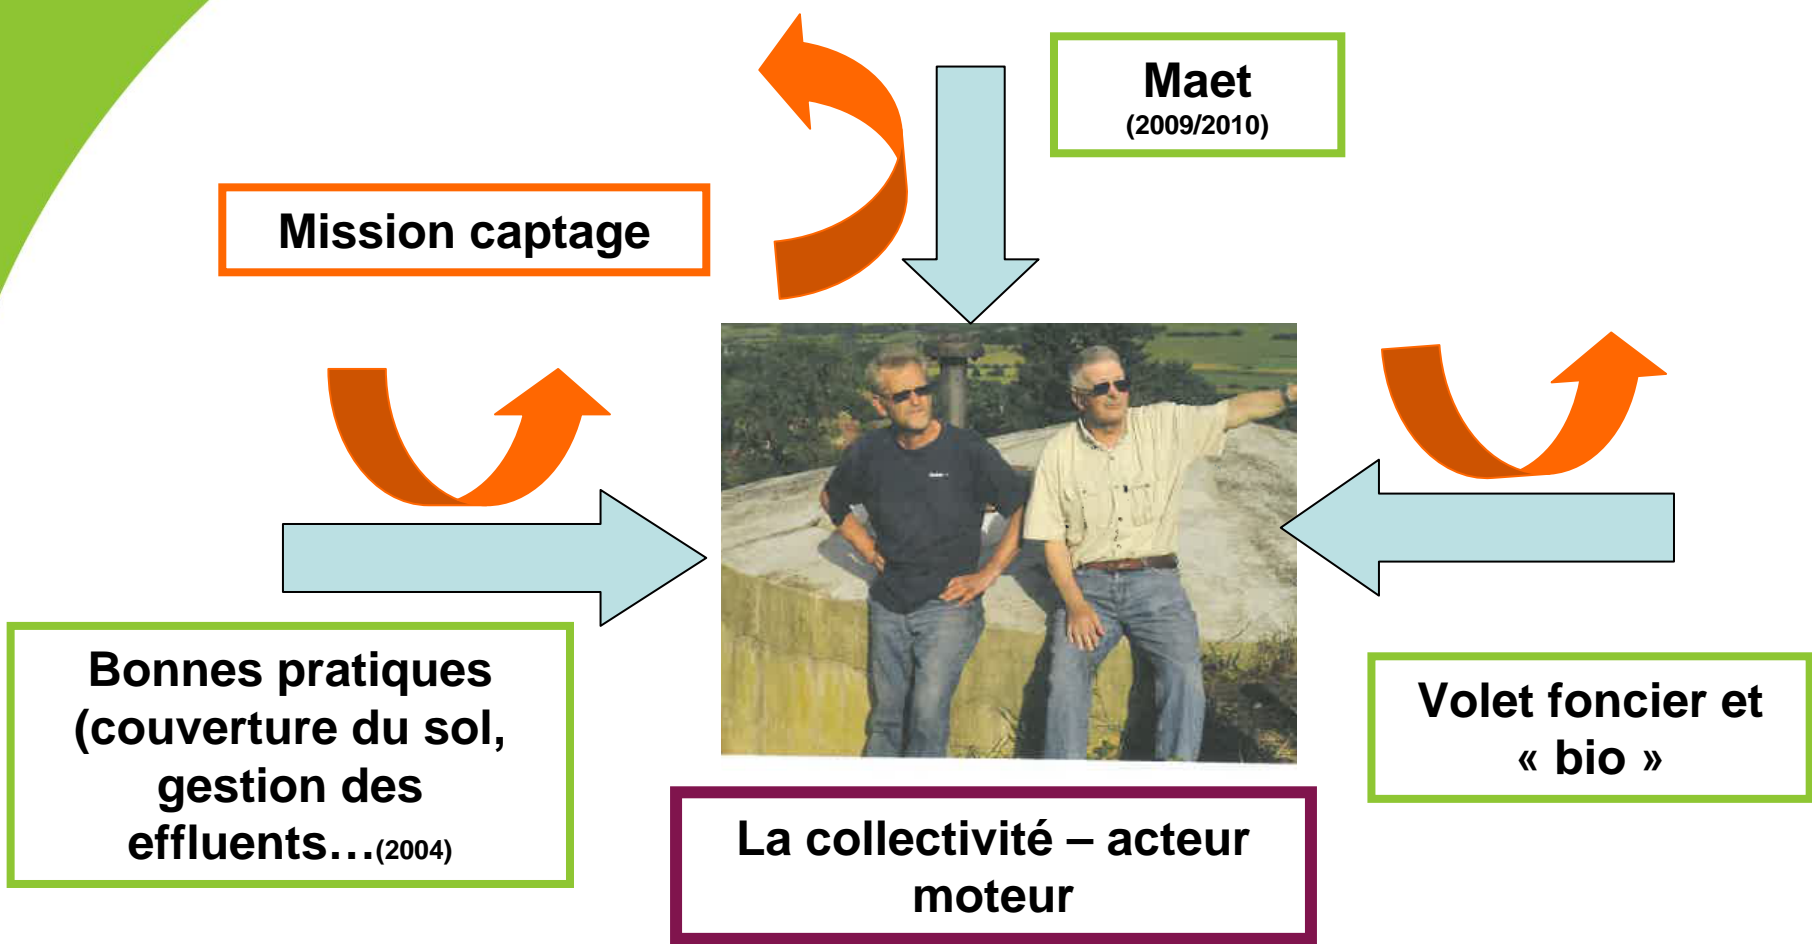 Maet
(2009/2010)
Mission captage
Bonnes pratiques
(couverture du sol,
gestion des
effluents…(2004)
Volet foncier et
« bio »
La collectivité – acteur
moteur